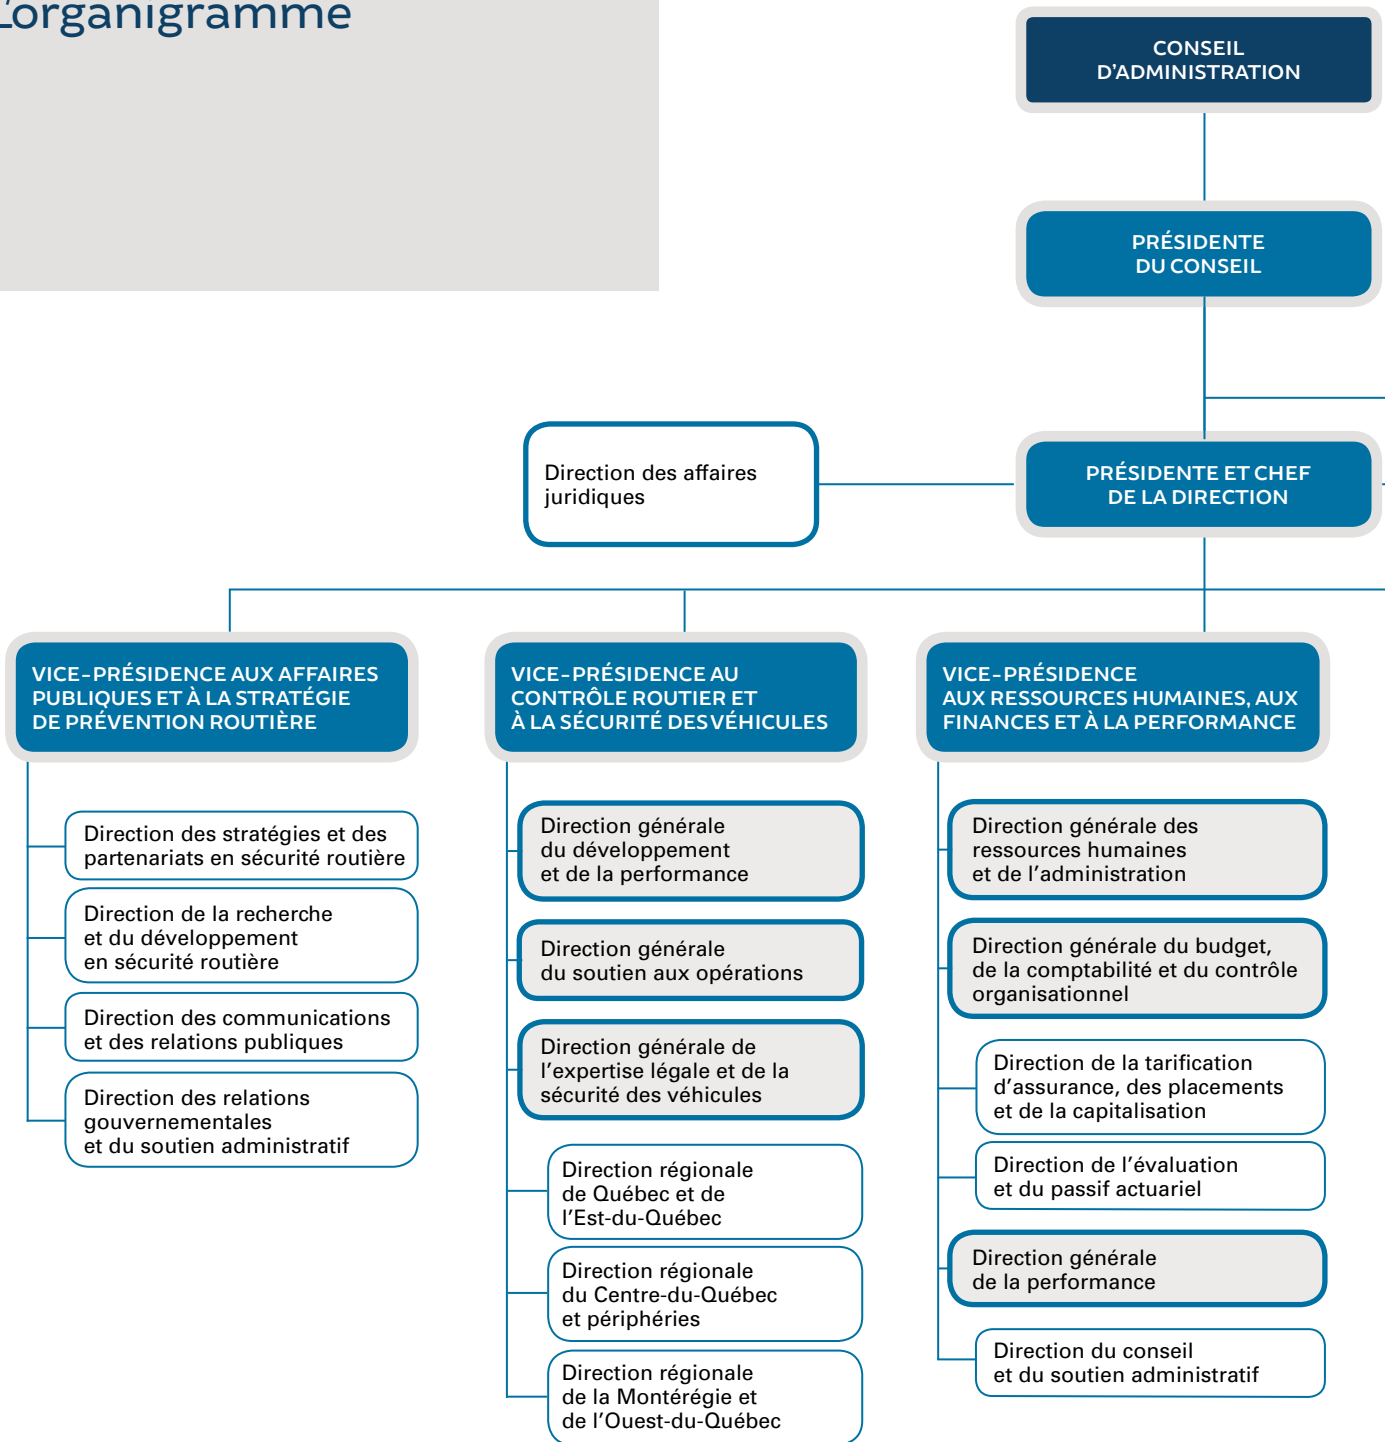 L'organigramme
CONSEIL
D'ADMINISTRATION
PRÉSIDENTE
DU CONSEIL
Direction des affaires
juridiques
PRÉSIDENTE ET CHEF
DE LA DIRECTION
VICE-PRÉSIDENCE AUX AFFAIRES
PUBLIQUES ET À LA STRATÉGIE
DE PRÉVENTION ROUTIÈRE
Direction des stratégies et des
partenariats en sécurité routière
Direction de la recherche
et du développement
en sécurité routière
Direction des communications
et des relations publiques
Direction des relations
gouvernementales
et du soutien administratif
VICE-PRÉSIDENCE AU
CONTRÔLE ROUTIER ET
À LA SÉCURITÉ DES VÉHICULES
Direction générale
du développement
et de la performance
Direction générale
du soutien aux opérations
Direction générale de
l'expertise légale et de la
sécurité des véhicules
Direction régionale
de Québec et de
l'Est-du-Québec
Direction régionale
du Centre-du-Québec
et périphéries
Direction régionale
de la Montérégie et
de l'Ouest-du-Québec
VICE-PRÉSIDENCE
AUX RESSOURCES HUMAINES, AUX
FINANCES ET À LA PERFORMANCE
Direction générale des
ressources humaines
et de l'administration
Direction générale du budget,
de la comptabilité et du contrôle
organisationnel
Direction de la tarification
d'assurance, des placements
et de la capitalisation
Direction de l'évaluation
et du passif actuariel
Direction générale
de la performance
Direction du conseil
et du soutien administratif